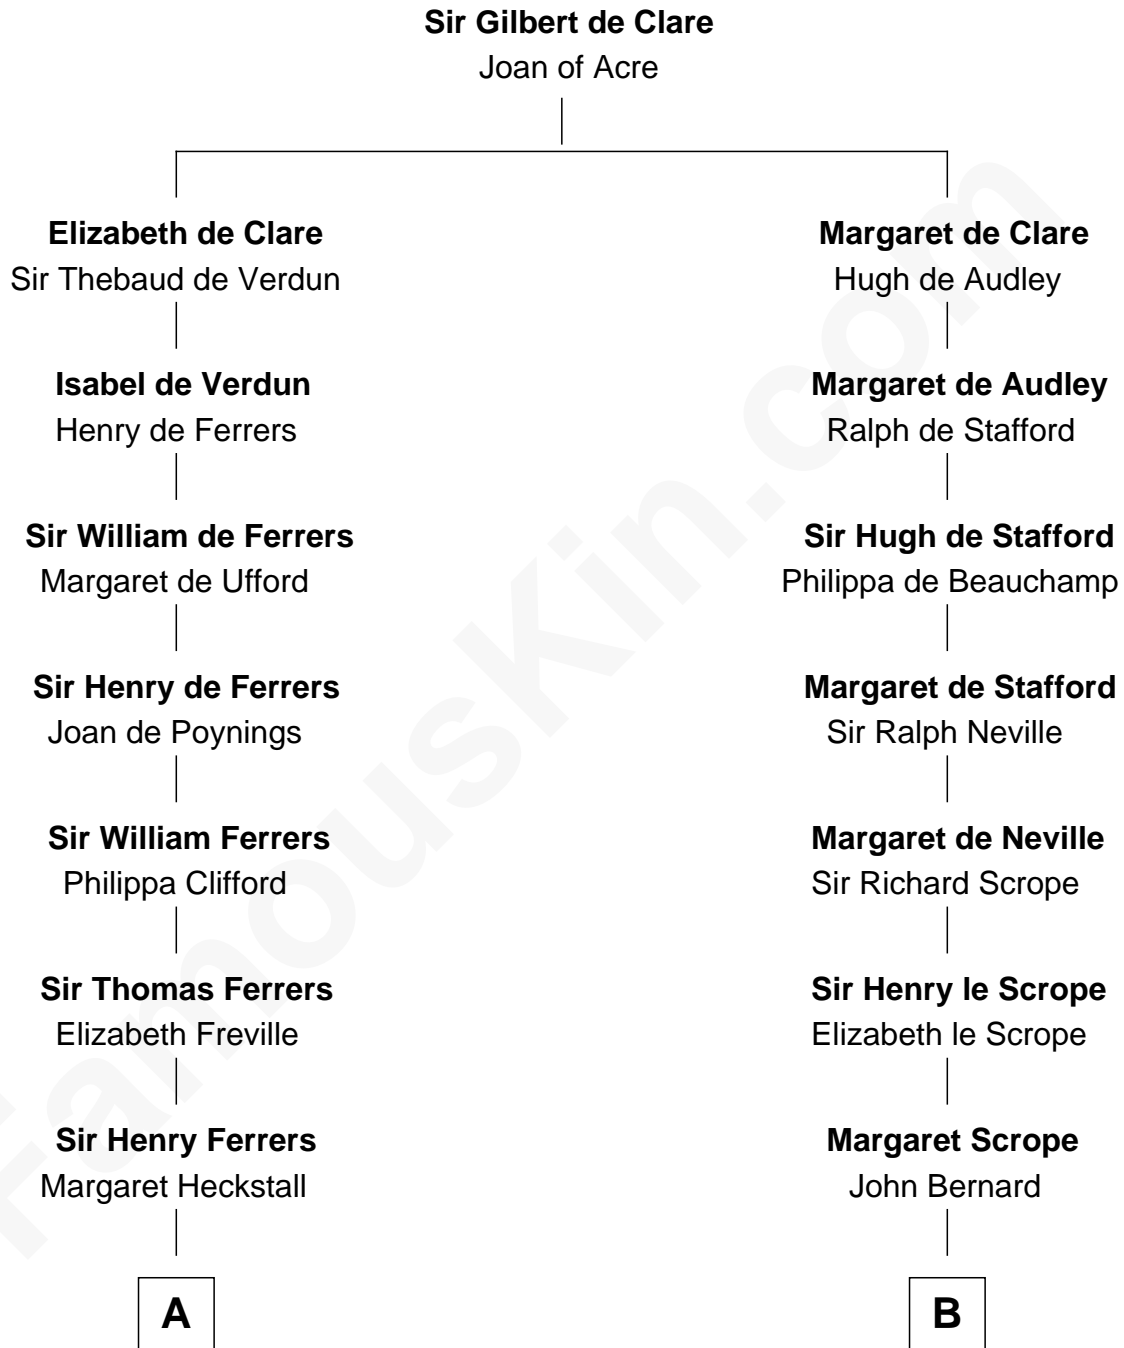 Sir Gilbert de Clare
Joan of Acre
Elizabeth de Clare
Sir Thebaud de Verdun
Margaret de Clare
Hugh de Audley
Isabel de Verdun
Henry de Ferrers
Margaret de Audley
Ralph de Stafford
Sir William de Ferrers
Margaret de Ufford
Sir Hugh de Stafford
Philippa de Beauchamp
Sir Henry de Ferrers
Joan de Poynings
Margaret de Stafford
Sir Ralph Neville
Sir William Ferrers
Philippa Clifford
Margaret de Neville
Sir Richard Scrope
Sir Thomas Ferrers
Elizabeth Freville
Sir Henry le Scrope
Elizabeth le Scrope
Sir Henry Ferrers
Margaret Heckstall
Margaret Scrope
John Bernard
A
B
FamousKin.com